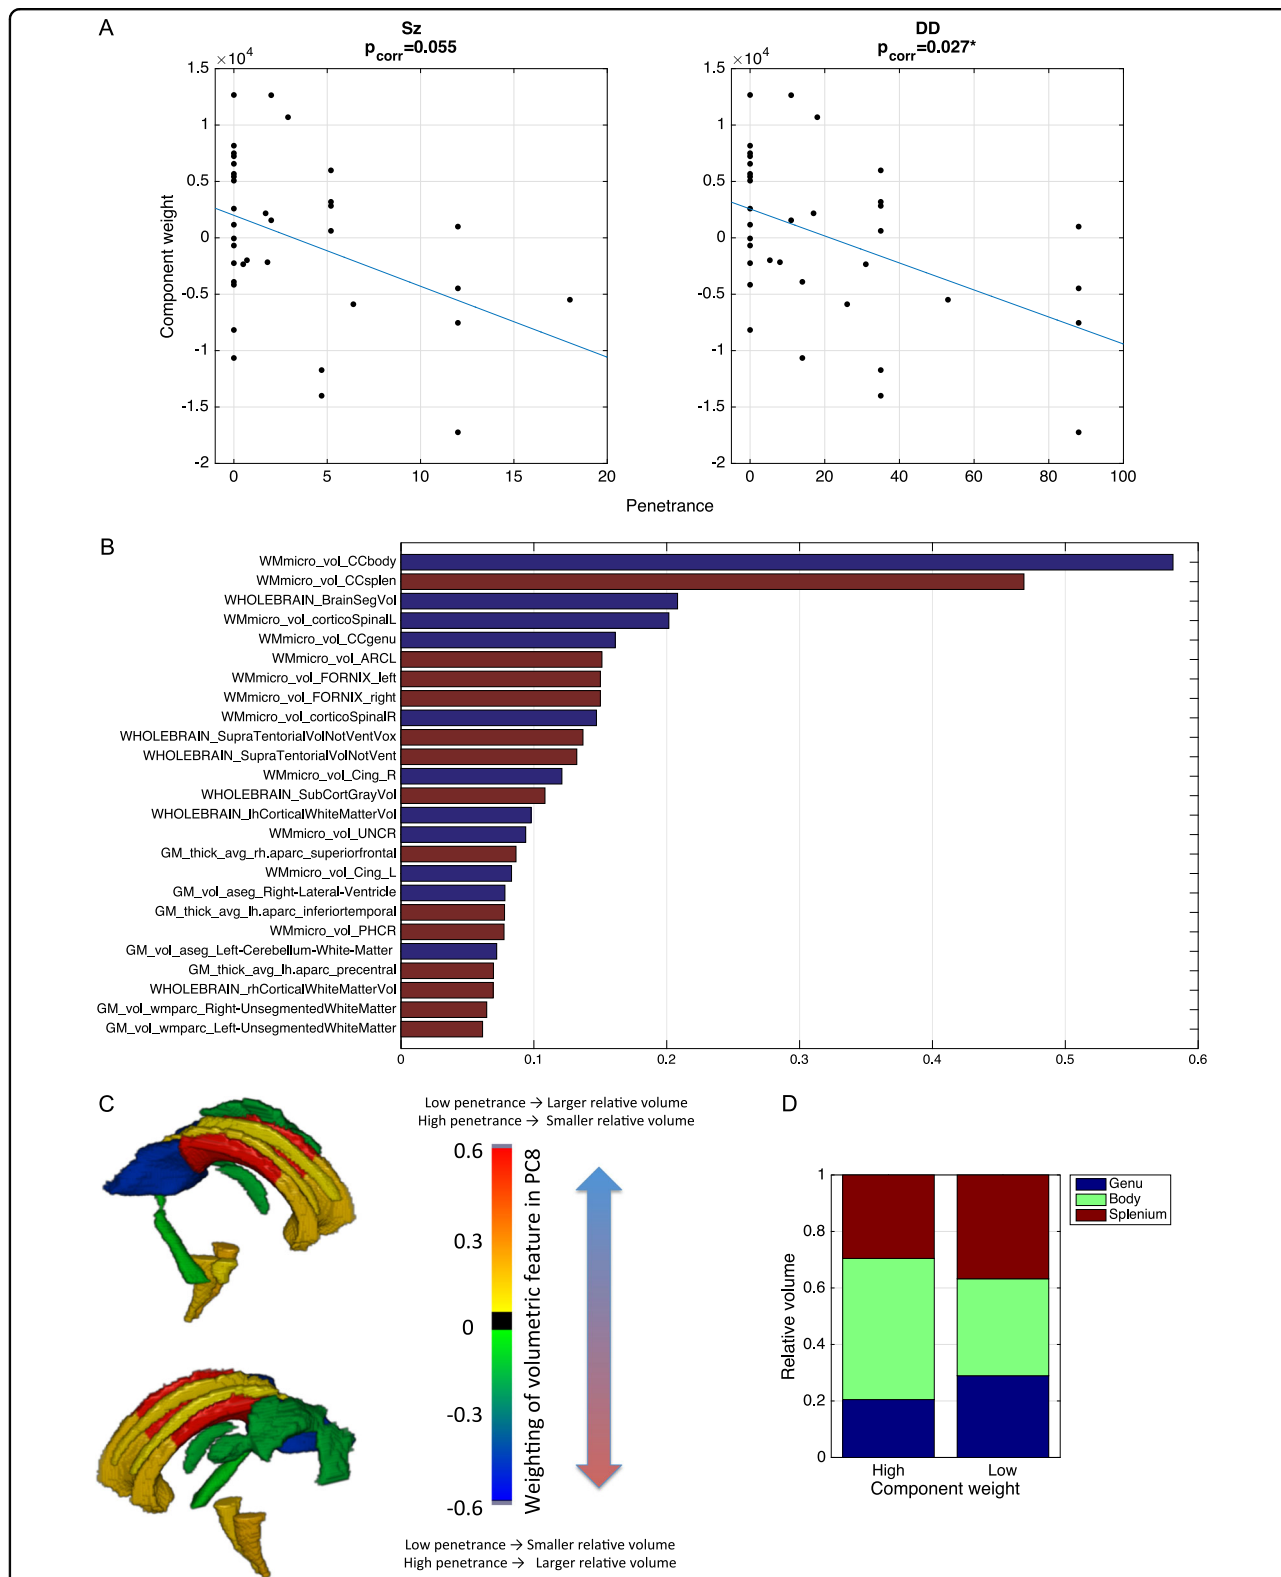 A
Sz
p_corr=0.055
×10^4
1.5
1
0.5
0
-0.5
-1
-1.5
-2
0
5
10
15
20
Component weight
DD
p_corr=0.027*
×10^4
1.5
1
0.5
0
-0.5
-1
-1.5
-2
0
20
40
60
80
100
Penetrance
B
WMmicro_vol_CCbody
WMmicro_vol_CCsplen
WHOLEBRAIN_BrainSegVol
WMmicro_vol_corticoSpinalL
WMmicro_vol_CCgenu
WMmicro_vol_ARCL
WMmicro_vol_FORNIX_left
WMmicro_vol_FORNIX_right
WMmicro_vol_corticoSpinalR
WHOLEBRAIN_SupraTentorialVolNotVentVox
WHOLEBRAIN_SupraTentorialVolNotVent
WMmicro_vol_Cing_R
WHOLEBRAIN_SubCortGrayVol
WHOLEBRAIN_lhCorticalWhiteMatterVol
WMmicro_vol_UNCR
GM_thick_avg_rh.aparc_superiorfrontal
WMmicro_vol_Cing_L
GM_vol_aseg_Right-Lateral-Ventricle
GM_thick_avg_lh.aparc_inferiortemporal
WMmicro_vol_PHCR
GM_vol_aseg_Left-Cerebellum-White-Matter
GM_thick_avg_lh.aparc_precentral
WHOLEBRAIN_rhCorticalWhiteMatterVol
GM_vol_wmparc_Right-UnsegmentedWhiteMatter
GM_vol_wmparc_Left-UnsegmentedWhiteMatter
0
0.1
0.2
0.3
0.4
0.5
0.6
C
Low penetrance → Larger relative volume
High penetrance → Smaller relative volume
0.6
0.3
0
-0.3
-0.6
Weighting of volumetric feature in PC8
Low penetrance → Smaller relative volume
High penetrance → Larger relative volume
D
1
0.8
0.6
0.4
0.2
0
Relative volume
High
Low
Component weight
Genu
Body
Splenium